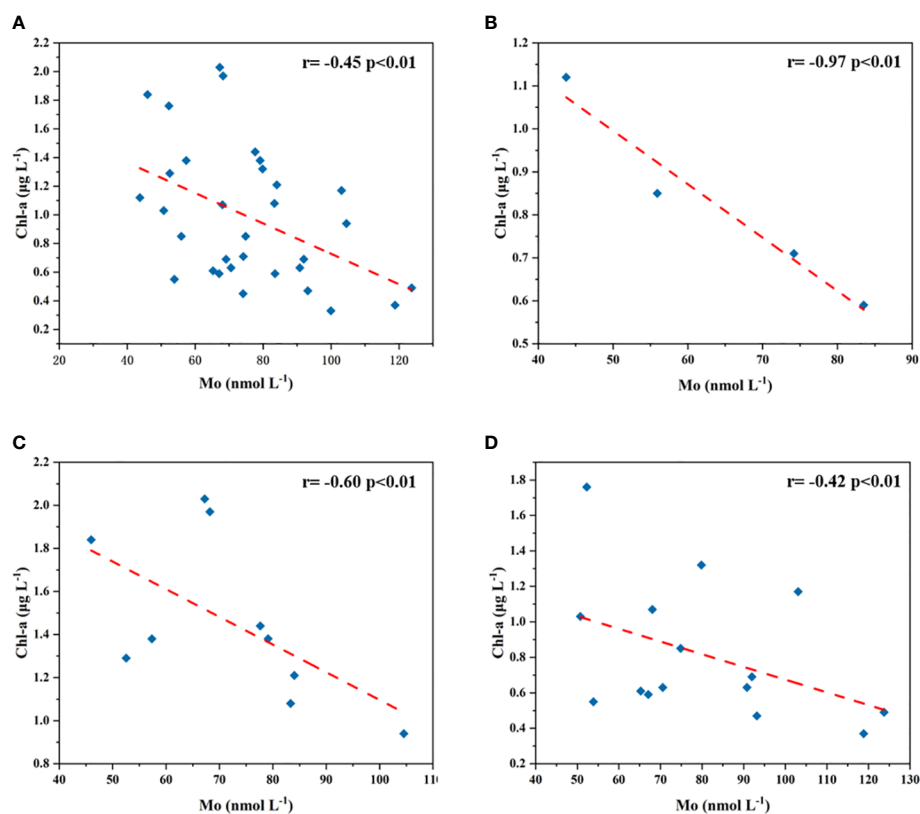 A
r= -0.45 p<0.01
2.2
2.0
1.8
1.6
1.4
1.2
1.0
0.8
0.6
0.4
0.2
Chl-a (μg L⁻¹)
20 40 60 80 100 120
Mo (nmol L⁻¹)
B
r= -0.97 p<0.01
1.2
1.1
1.0
0.9
0.8
0.7
0.6
0.5
Chl-a (μg L⁻¹)
40 50 60 70 80 90
Mo (nmol L⁻¹)
C
r= -0.60 p<0.01
2.2
2.0
1.8
1.6
1.4
1.2
1.0
0.8
Chl-a (μg L⁻¹)
40 50 60 70 80 90 100
Mo (nmol L⁻¹)
D
r= -0.42 p<0.01
1.8
1.6
1.4
1.2
1.0
0.8
0.6
0.4
0.2
Chl-a (μg L⁻¹)
40 50 60 70 80 90 100 110 120 130
Mo (nmol L⁻¹)